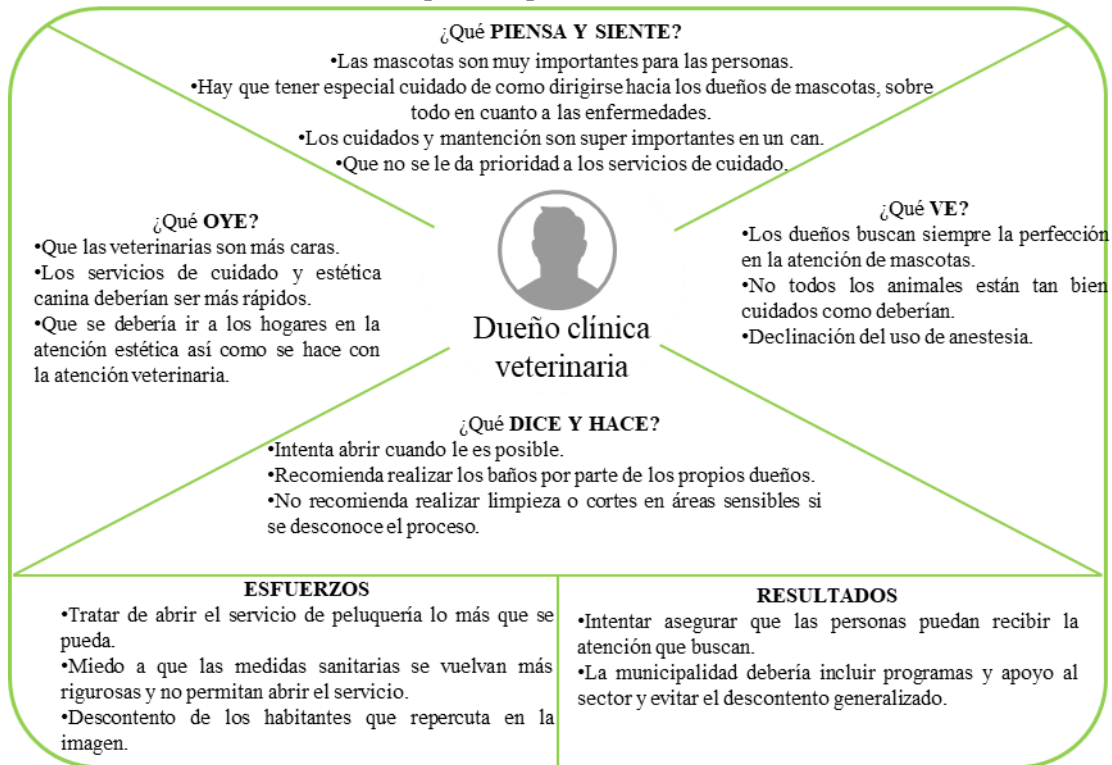 ¿Qué PIENSA Y SIENTE?
•Las mascotas son muy importantes para las personas.
•Hay que tener especial cuidado de como dirigirse hacia los dueños de mascotas, sobre
todo en cuanto a las enfermedades.
•Los cuidados y mantención son super importantes en un can.
•Que no se le da prioridad a los servicios de cuidado.
¿Qué OYE?
•Que las veterinarias son más caras.
•Los servicios de cuidado y estética
canina deberían ser más rápidos.
•Que se debería ir a los hogares en la
atención estética así como se hace con
la atención veterinaria.
Dueño clínica
veterinaria
¿Qué VE?
•Los dueños buscan siempre la perfección
en la atención de mascotas.
•No todos los animales están tan bien
cuidados como deberían.
•Declinación del uso de anestesia.
¿Qué DICE Y HACE?
•Intenta abrir cuando le es posible.
•Recomienda realizar los baños por parte de los propios dueños.
•No recomienda realizar limpieza o cortes en áreas sensibles si
se desconoce el proceso.
ESFUERZOS
•Tratar de abrir el servicio de peluquería lo más que se
pueda.
•Miedo a que las medidas sanitarias se vuelvan más
rigurosas y no permitan abrir el servicio.
•Descontento de los habitantes que repercuta en la
imagen.
RESULTADOS
•Intentar asegurar que las personas puedan recibir la
atención que buscan.
•La municipalidad debería incluir programas y apoyo al
sector y evitar el descontento generalizado.